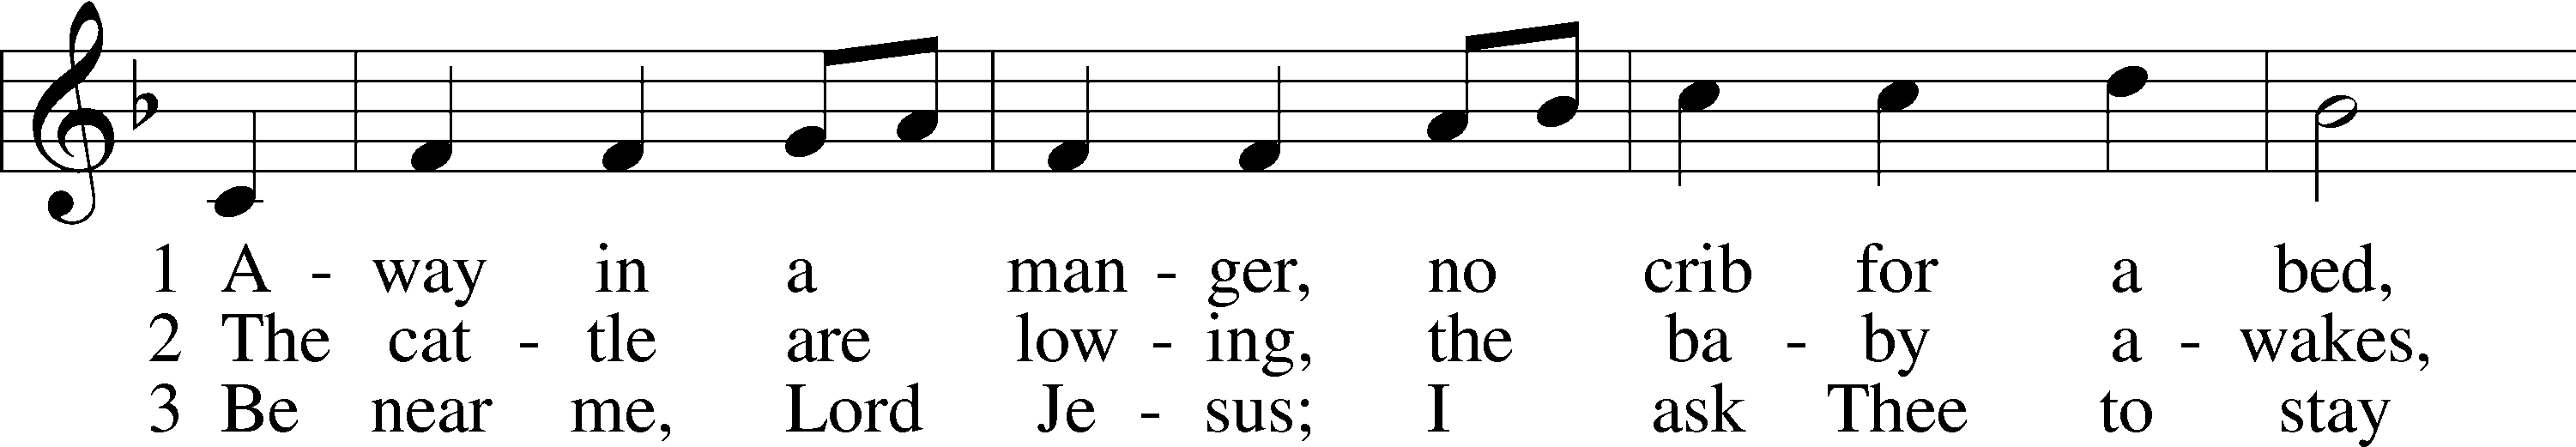 1 A - way in a man - ger, no crib for a bed,
2 The cat - tle are low - ing, the ba - by a - wakes,
3 Be near me, Lord Je - sus; I ask Thee to stay